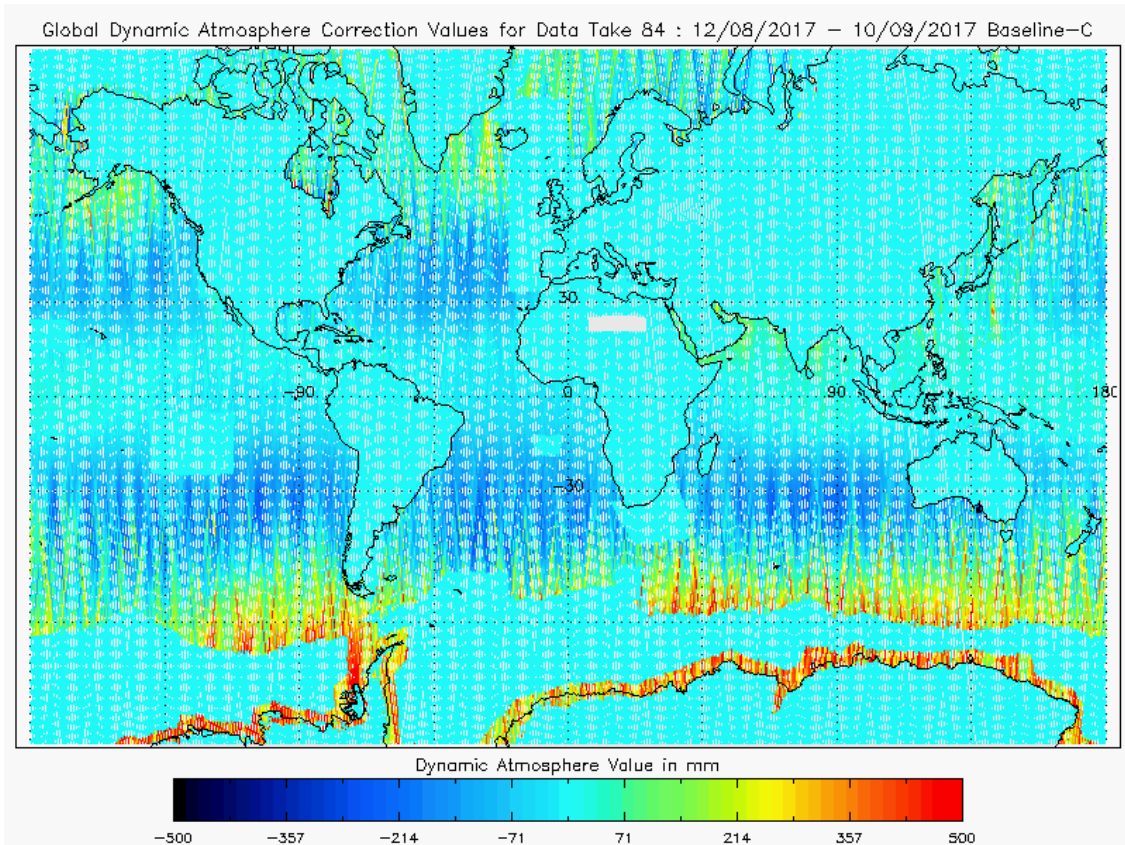 Global Dynamic Atmosphere Correction Values for Data Take 84 : 12/08/2017 – 10/09/2017 Baseline–C
30
–90 0 90 180
–30
Dynamic Atmosphere Value in mm
–500 –357 –214 –71 71 214 357 500